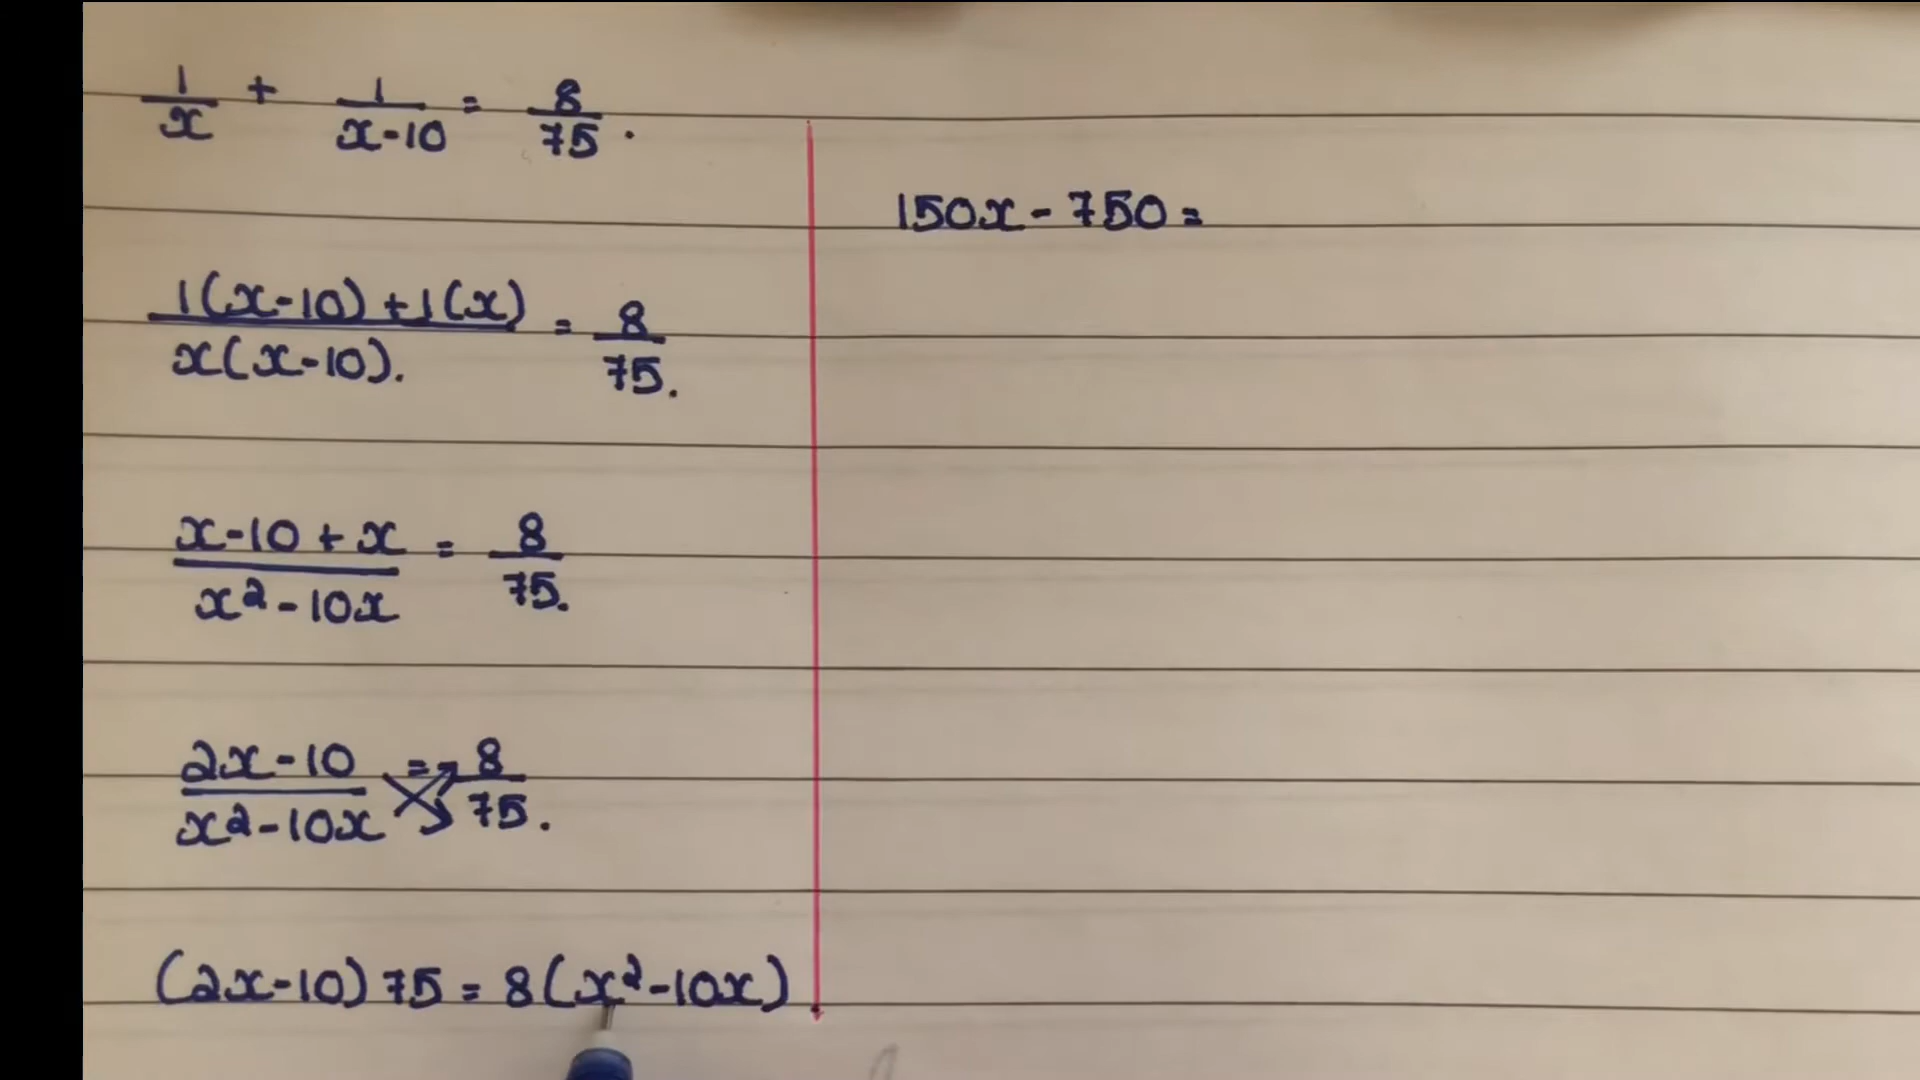 1/x + 1/x-10 = 8/75.
1(x-10)+1(x)/x(x-10). = 8/75.
x-10+x/x²-10x = 8/75.
2x-10/x²-10x = 8/75.
(2x-10)75 = 8(x²-10x)
150x - 750 =